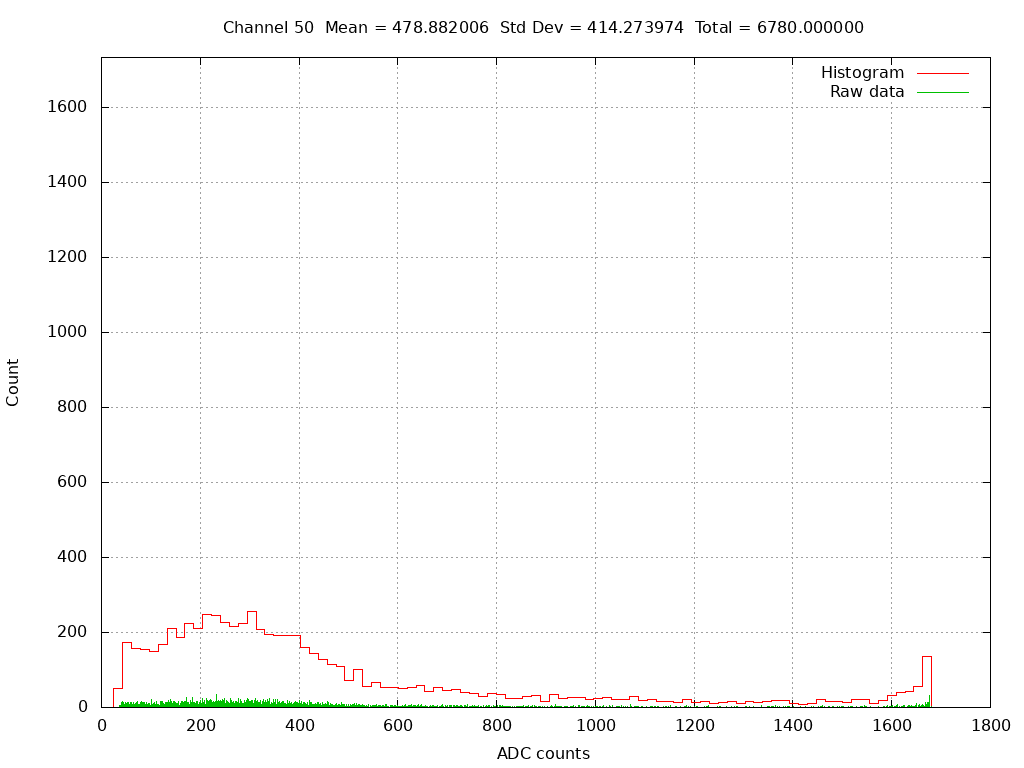 Channel 50  Mean = 478.882006  Std Dev = 414.273974  Total = 6780.000000
Histogram
Raw data
1600
1400
1200
1000
800
600
400
200
0
Count
0 200 400 600 800 1000 1200 1400 1600 1800
ADC counts